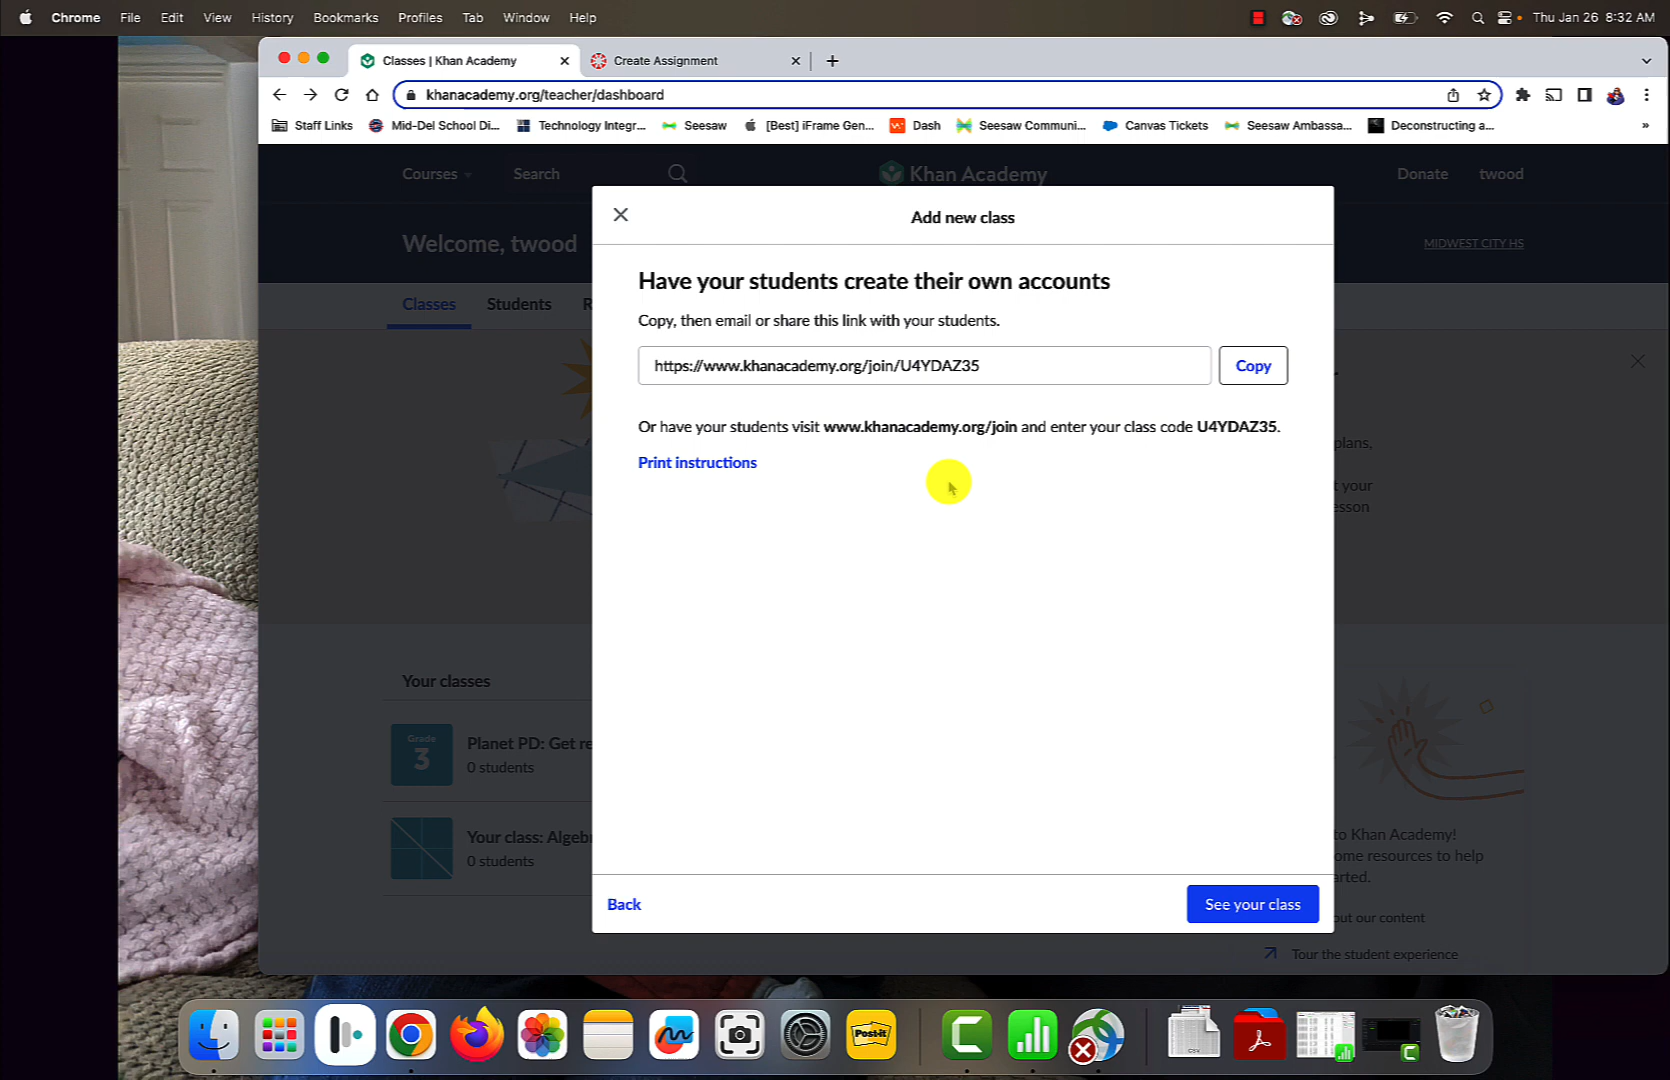 Chrome File Edit View History Bookmarks Profiles Tab Window Help Thu Jan 26 8:32 AM
Classes | Khan Academy Create Assignment
khanacademy.org/teacher/dashboard
Staff Links Mid-Del School Di... Technology Integr... Seesaw [Best] iFrame Gen... Dash Seesaw Communi... Canvas Tickets Seesaw Ambassa... Deconstructing a... »
Courses Search Khan Academy Donate twood
Welcome, twood MIDWEST CITY HS
Classes Students R
Add new class
Have your students create their own accounts
Copy, then email or share this link with your students.
https://www.khanacademy.org/join/U4YDAZ35 Copy
Or have your students visit www.khanacademy.org/join and enter your class code U4YDAZ35.
Print instructions
plans,
t your
esson
Your classes
Grade
3
Planet PD: Get re
0 students
Your class: Algeb
0 students
to Khan Academy!
ome resources to help
arted.
out our content
Tour the student experience
Back See your class
Post-it
CSV